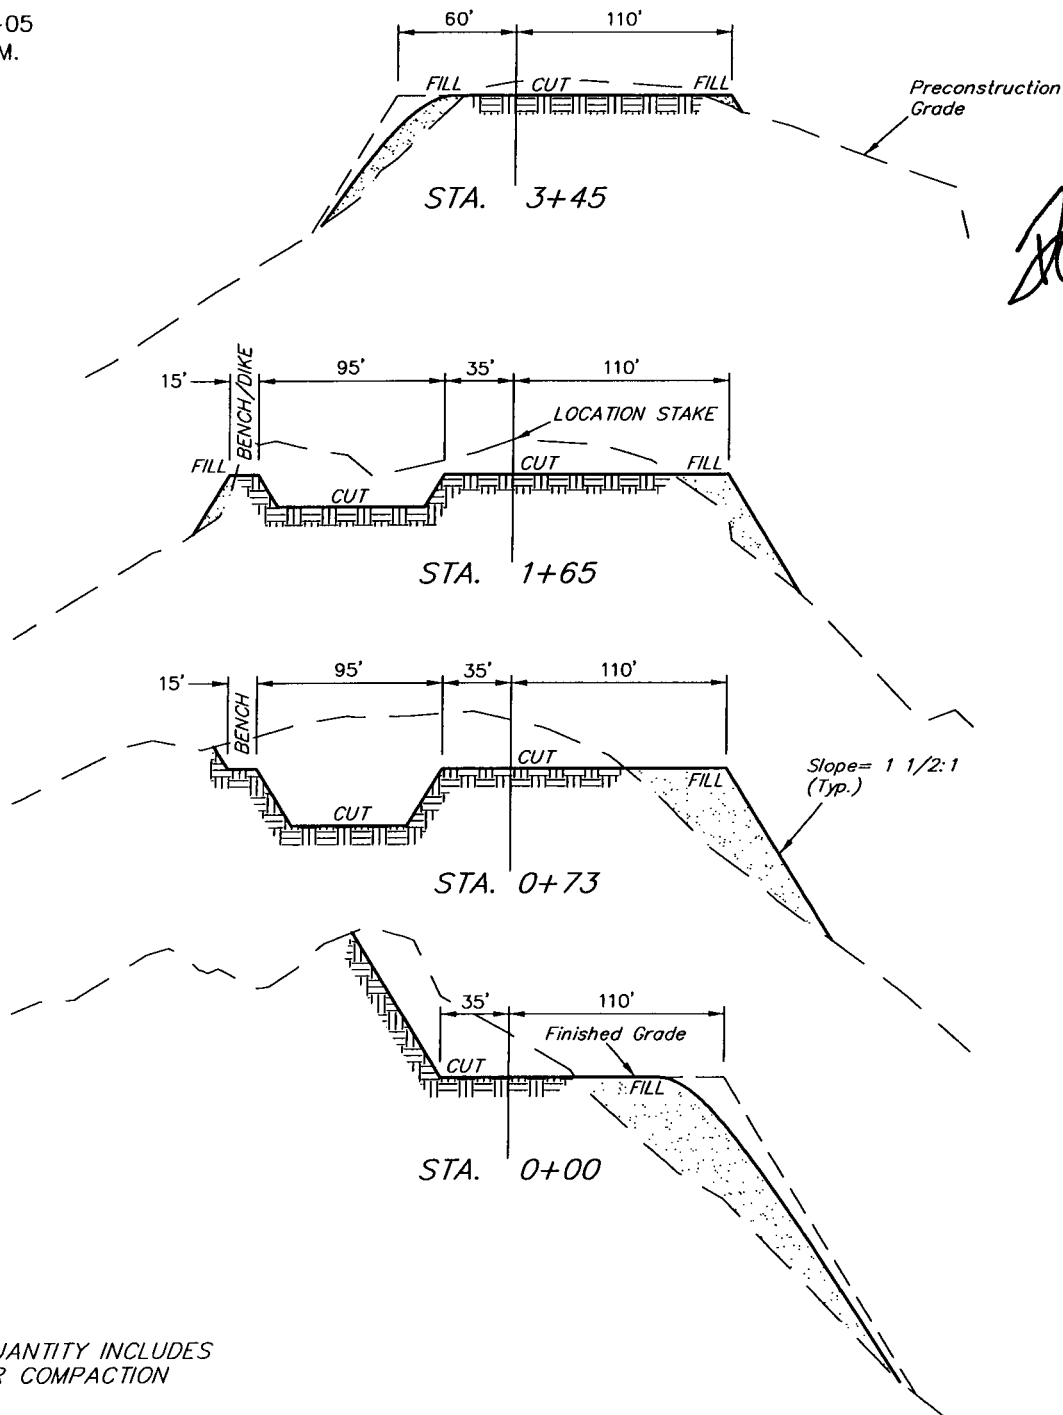 -05
M.
60'
110'
FILL
CUT
FILL
Preconstruction
Grade
STA. 3+45
15'
BENCH/DIKE
95'
35'
110'
LOCATION STAKE
FILL
CUT
CUT
FILL
STA. 1+65
15'
BENCH
95'
35'
110'
CUT
CUT
FILL
Slope= 1 1/2:1
(Typ.)
STA. 0+73
35'
110'
CUT
Finished Grade
FILL
STA. 0+00
UANTITY INCLUDES
R COMPACTION